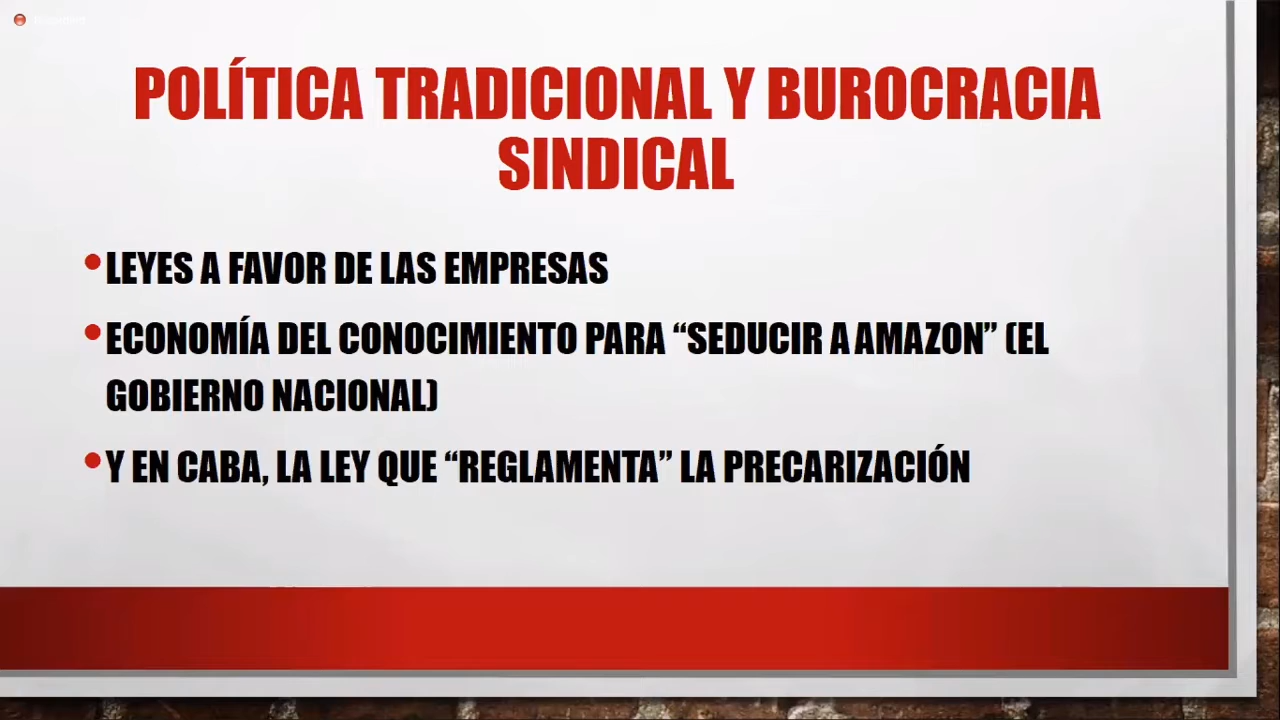 POLÍTICA TRADICIONAL Y BUROCRACIA
SINDICAL
•LEYES A FAVOR DE LAS EMPRESAS
•ECONOMÍA DEL CONOCIMIENTO PARA “SEDUCIR A AMAZON” (EL
GOBIERNO NACIONAL)
•Y EN CABA, LA LEY QUE “REGLAMENTA” LA PRECARIZACIÓN